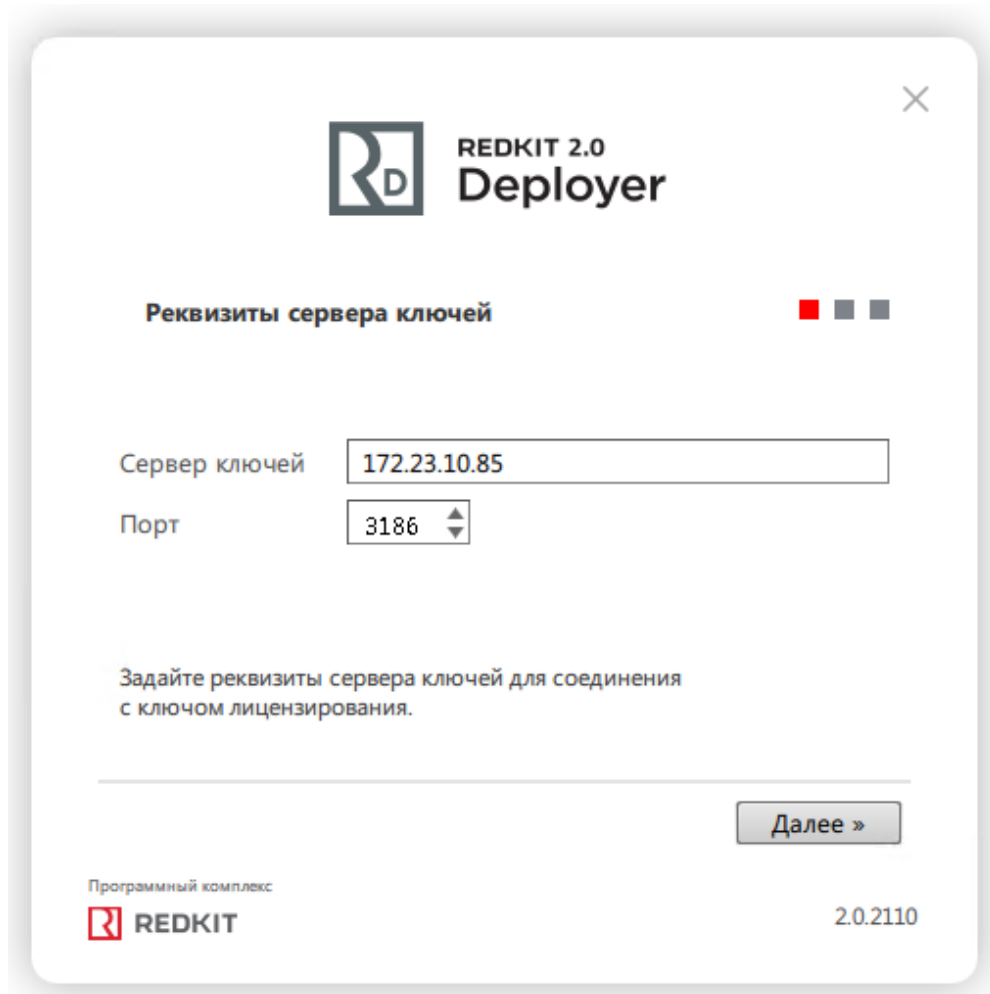 REDKIT 2.0
Deployer
Реквизиты сервера ключей
Сервер ключей 172.23.10.85
Порт 3186
Задайте реквизиты сервера ключей для соединения
с ключом лицензирования.
Далее »
Программный комплекс
REDKIT
2.0.2110